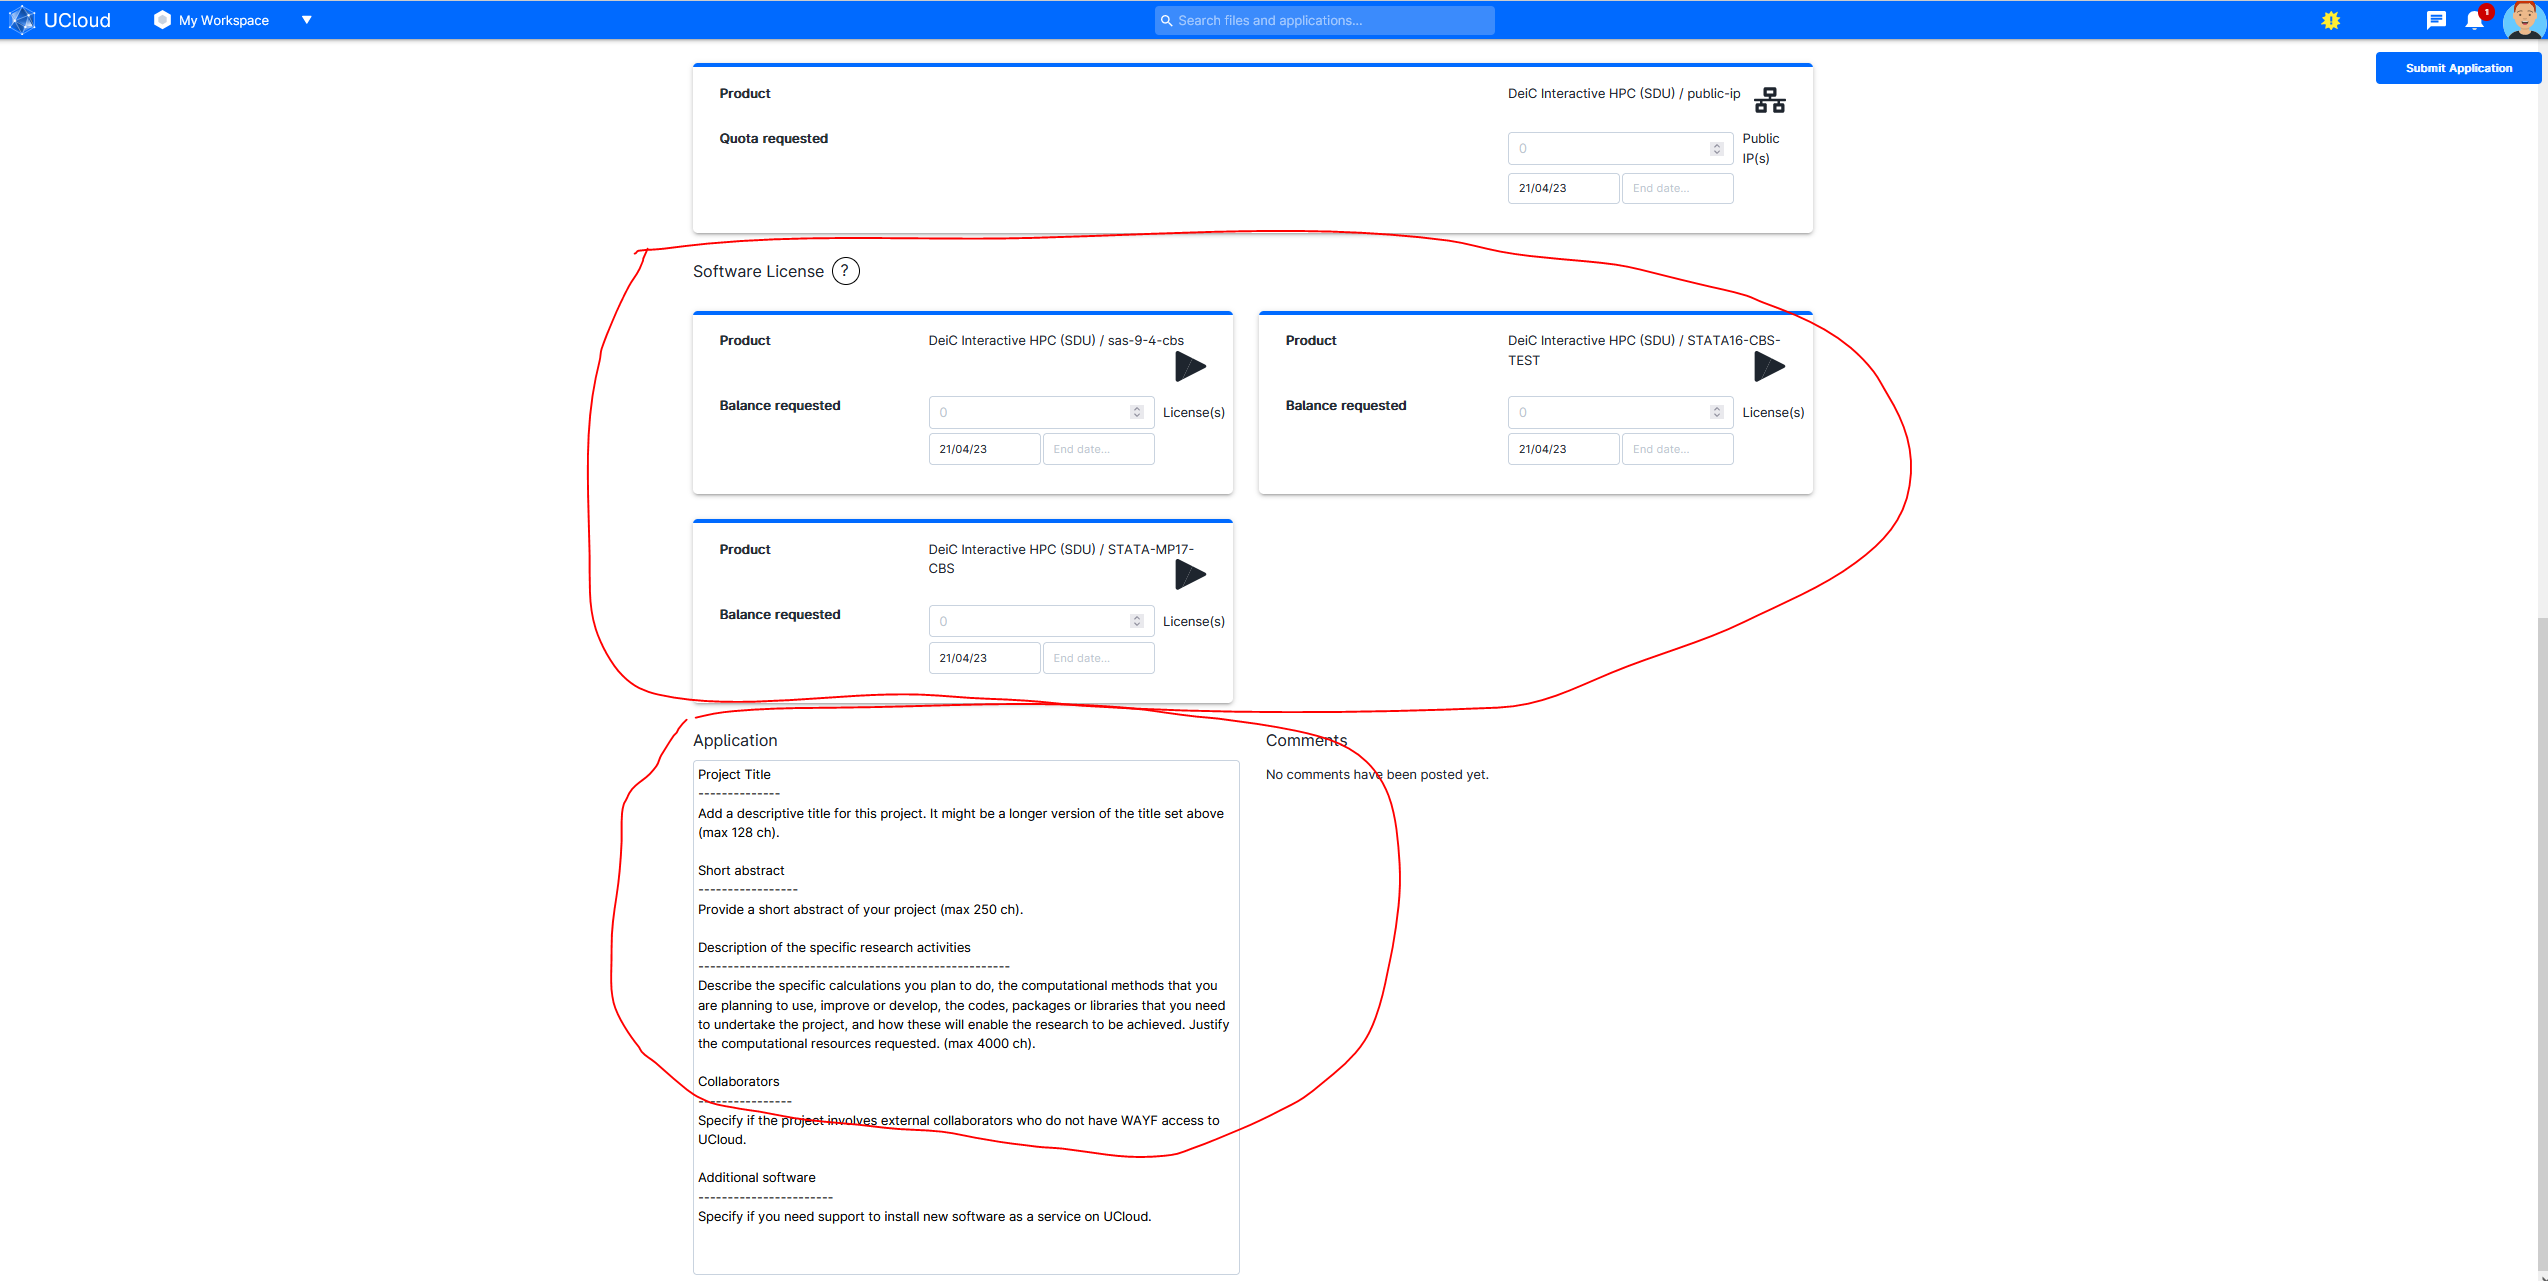 UCloud
My Workspace
Search files and applications...
1
Submit Application
Product
DeiC Interactive HPC (SDU) / public-ip
Quota requested
0
Public
IP(s)
21/04/23
End date...
Software License ?
Product
DeiC Interactive HPC (SDU) / sas-9-4-cbs
Balance requested
0
License(s)
21/04/23
End date...
Product
DeiC Interactive HPC (SDU) / STATA16-CBS-
TEST
Balance requested
0
License(s)
21/04/23
End date...
Product
DeiC Interactive HPC (SDU) / STATA-MP17-
CBS
Balance requested
0
License(s)
21/04/23
End date...
Application
Project Title
--------------
Add a descriptive title for this project. It might be a longer version of the title set above
(max 128 ch).
Short abstract
-----------------
Provide a short abstract of your project (max 250 ch).
Description of the specific research activities
-----------------------------------------------------
Describe the specific calculations you plan to do, the computational methods that you
are planning to use, improve or develop, the codes, packages or libraries that you need
to undertake the project, and how these will enable the research to be achieved. Justify
the computational resources requested. (max 4000 ch).
Collaborators
----------------
Specify if the project involves external collaborators who do not have WAYF access to
UCloud.
Additional software
-----------------------
Specify if you need support to install new software as a service on UCloud.
Comments
No comments have been posted yet.